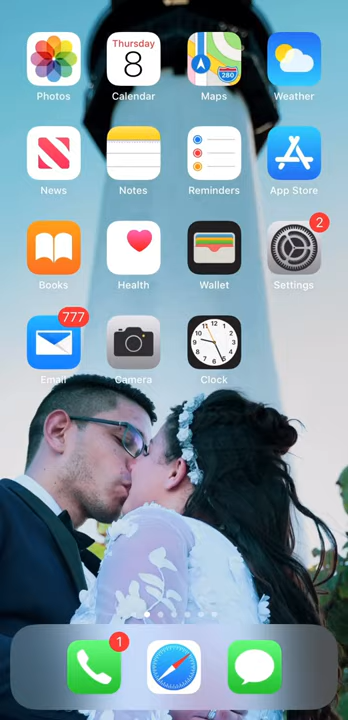 Thursday
8
280
Photos
Calendar
Maps
Weather
News
Notes
Reminders
App Store
2
Books
Health
Wallet
Settings
777
Email
Camera
Clock
1